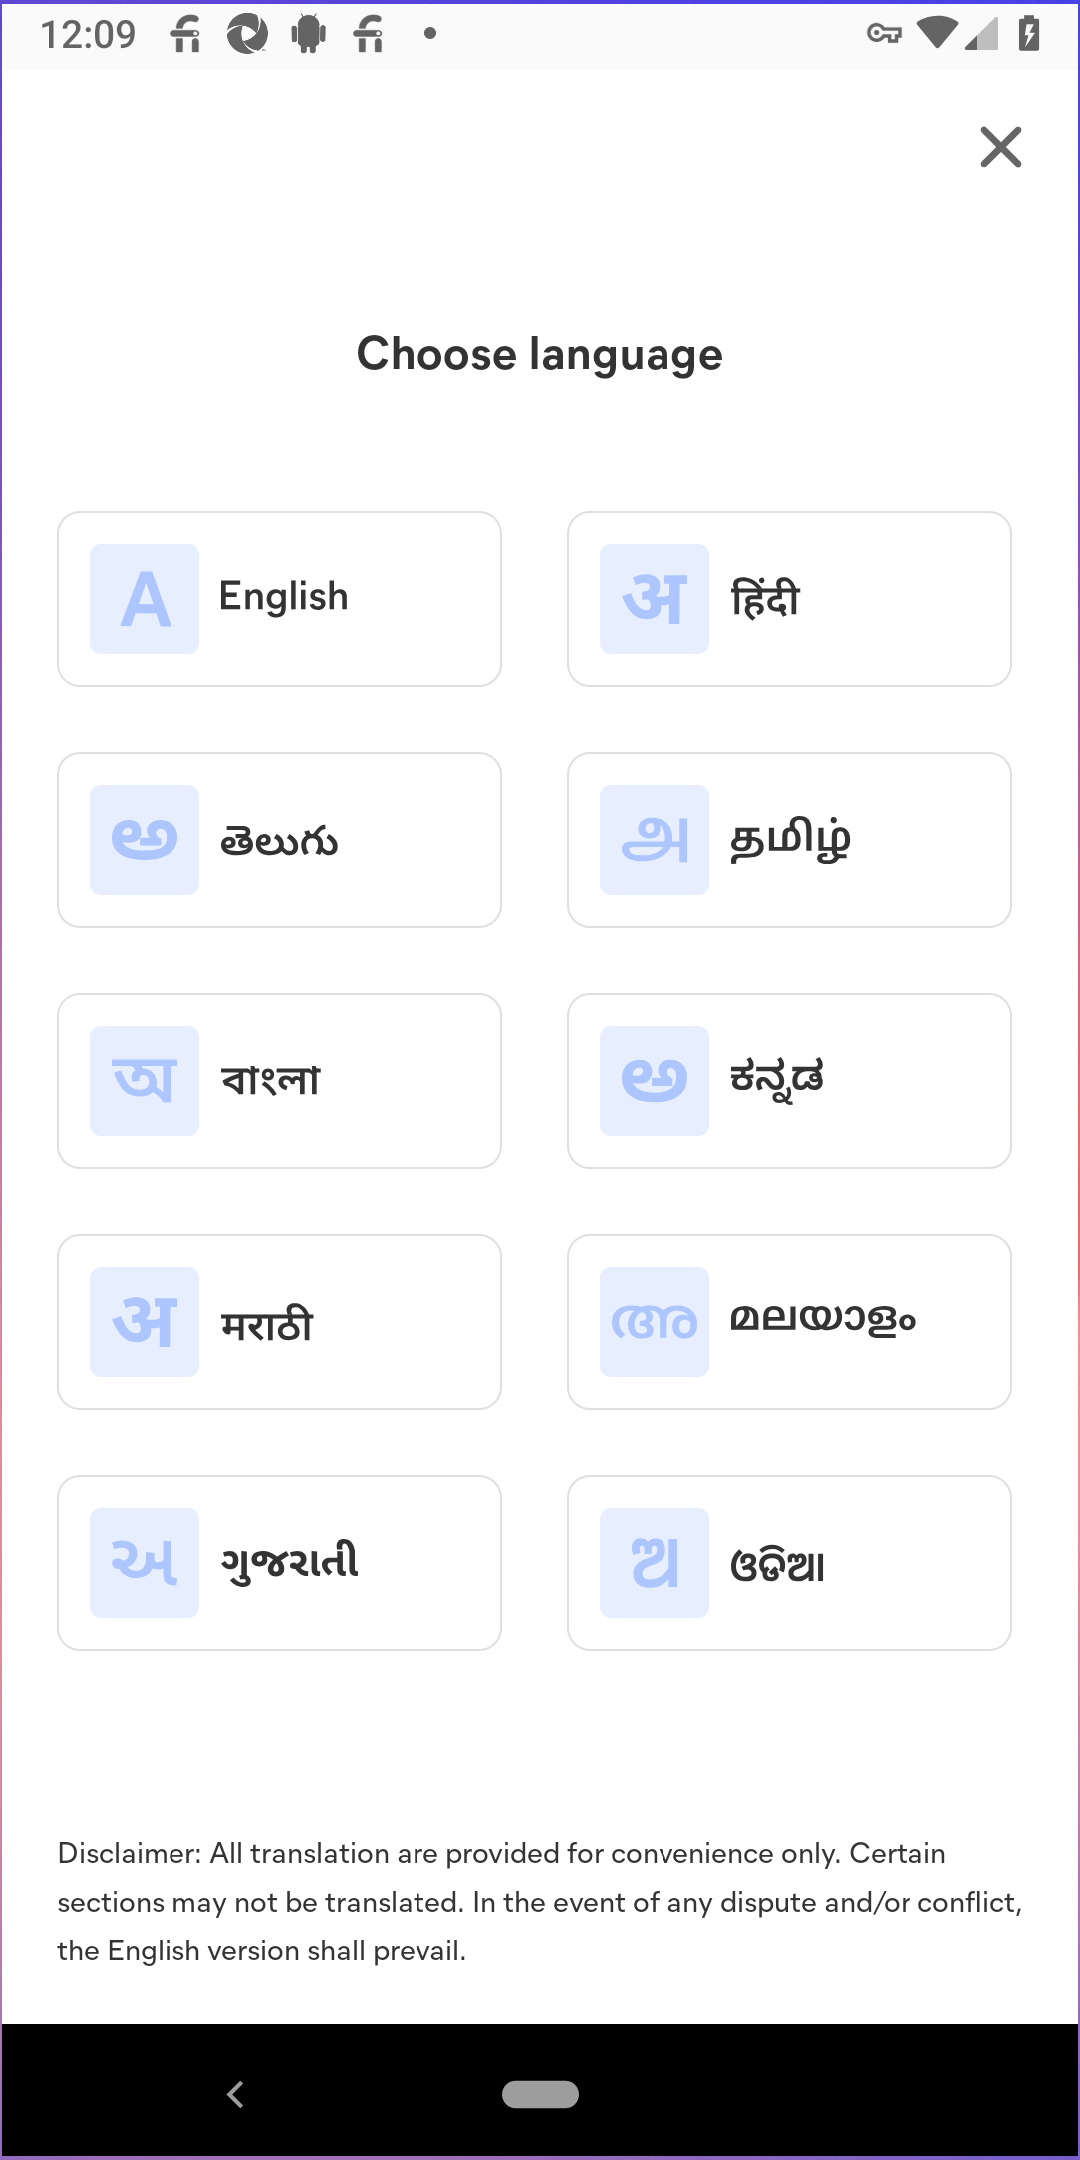 12:09
Choose language
A English
अ हिंदी
అ తెలుగు
அ தமிழ்
অ বাংলা
ಅ ಕನ್ನಡ
अ मराठी
അ മലയാളം
અ ગુજરાતી
ଅ ଓଡିଆ
Disclaimer: All translation are provided for convenience only. Certain
sections may not be translated. In the event of any dispute and/or conflict,
the English version shall prevail.